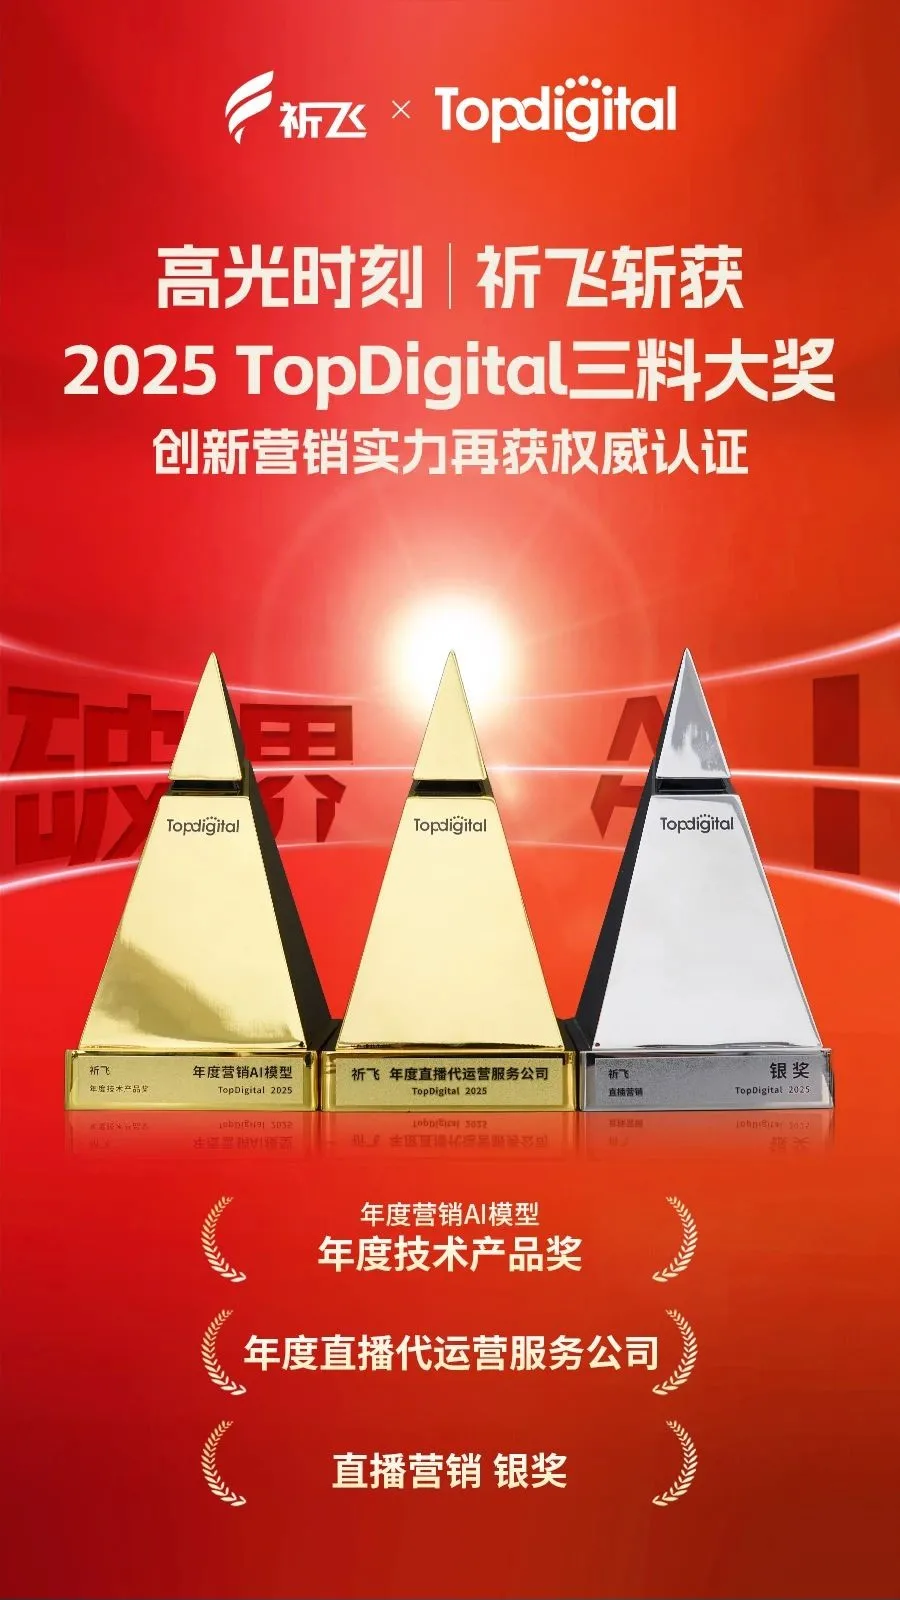 祈飞 × Topdigital
高光时刻｜祈飞斩获
2025 TopDigital三料大奖
创新营销实力再获权威认证
破界 AI
Topdigital Topdigital Topdigital
祈飞 年度营销AI模型
年度技术产品奖 TopDigital 2025
祈飞 年度直播代运营服务公司
TopDigital 2025
祈飞 银奖
直播营销 TopDigital 2025
年度营销AI模型
年度技术产品奖
年度直播代运营服务公司
直播营销 银奖